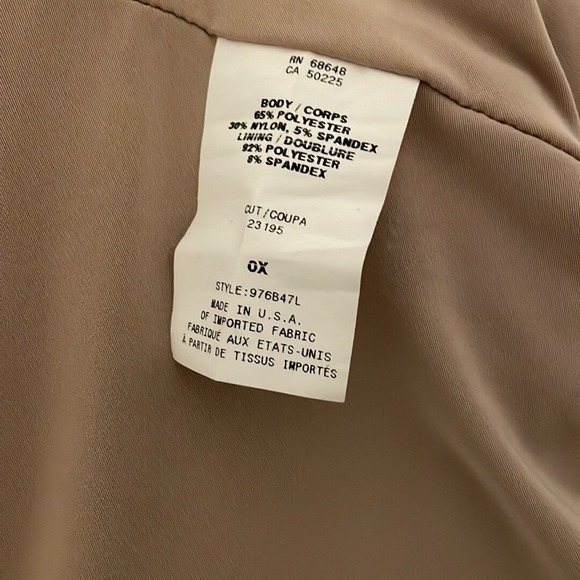 RN 68648
CA 50225
BODY / CORPS
65% POLYESTER
30% NYLON, 5% SPANDEX
LINING / DOUBLURE
92% POLYESTER
8% SPANDEX
CUT/COUPA
23195
0X
STYLE:976B47L
MADE IN U.S.A.
OF IMPORTED FABRIC
FABRIQUÉ AUX ETATS-UNIS
À PARTIR DE TISSUS IMPORTÉS